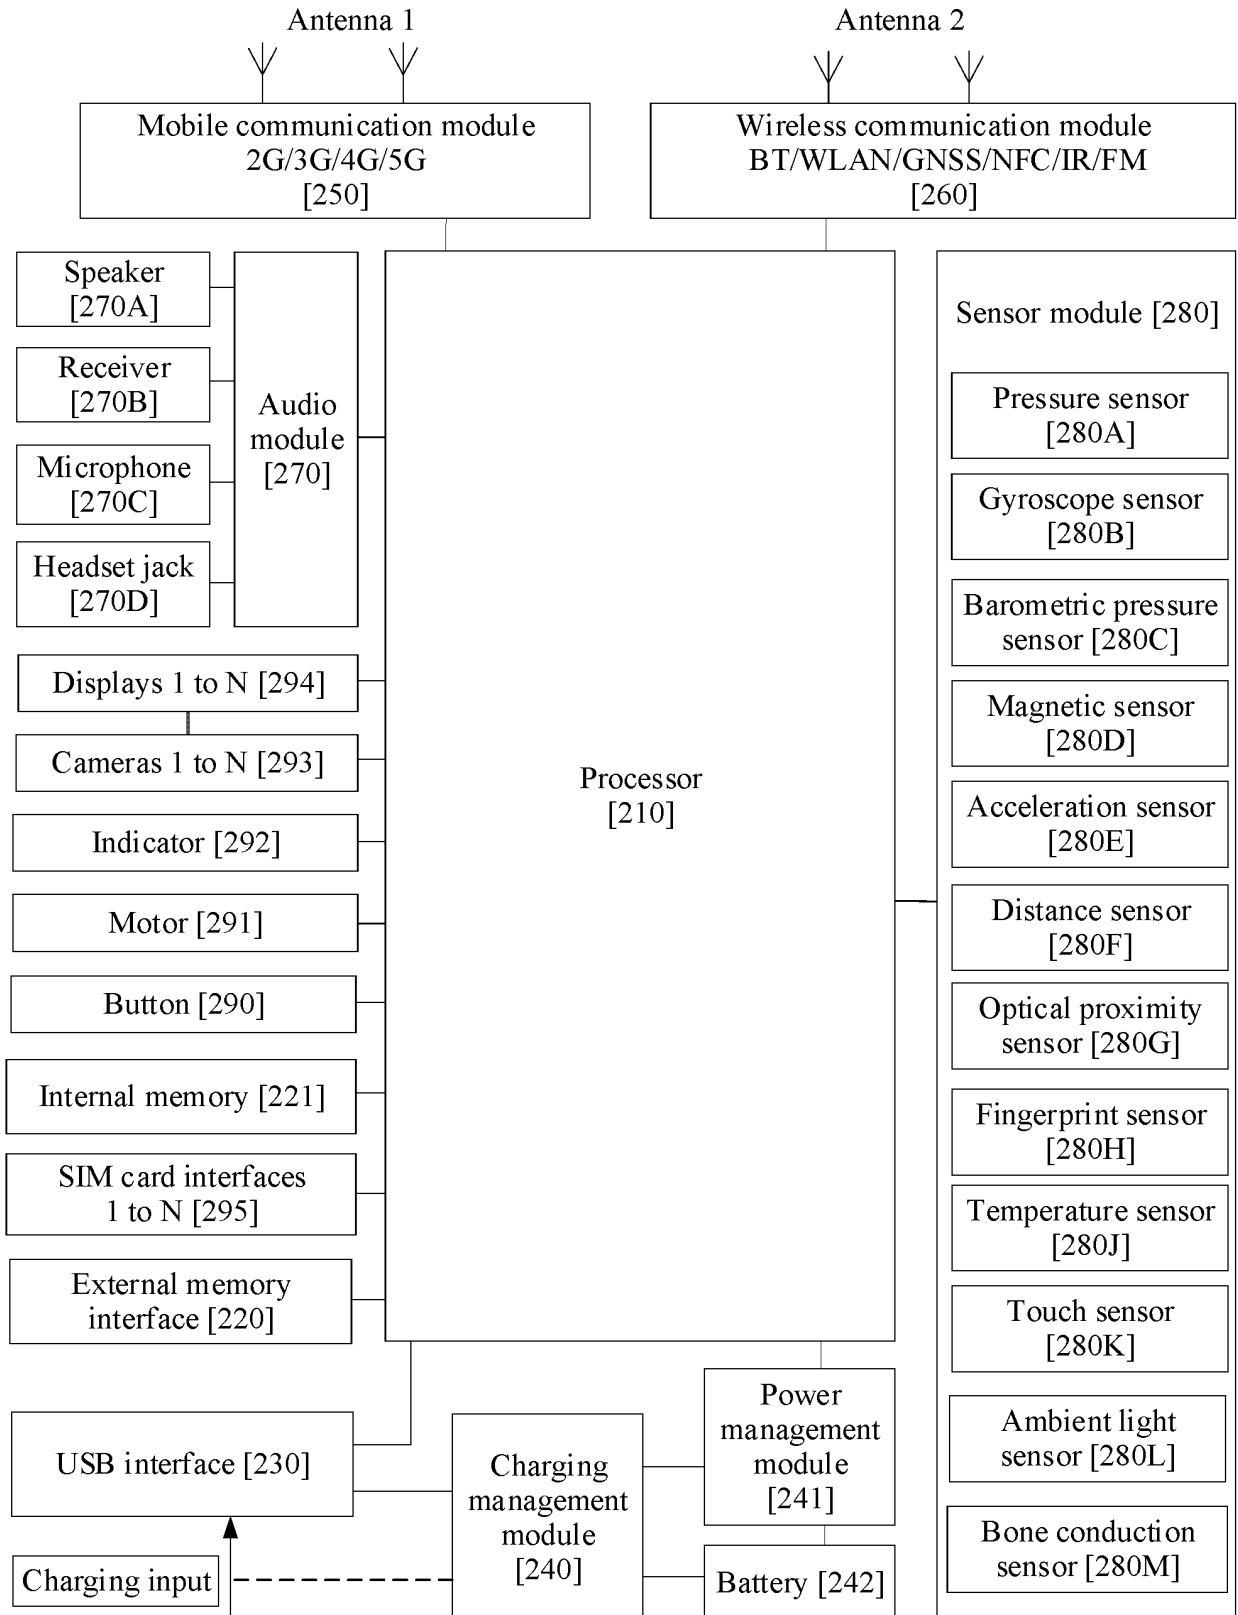 Antenna 1
Antenna 2
Mobile communication module
2G/3G/4G/5G
[250]
Wireless communication module
BT/WLAN/GNSS/NFC/IR/FM
[260]
Speaker
[270A]
Receiver
[270B]
Microphone
[270C]
Headset jack
[270D]
Audio
module
[270]
Displays 1 to N [294]
Cameras 1 to N [293]
Indicator [292]
Motor [291]
Button [290]
Internal memory [221]
SIM card interfaces
1 to N [295]
External memory
interface [220]
USB interface [230]
Charging input
Processor
[210]
Charging
management
module
[240]
Power
management
module
[241]
Battery [242]
Sensor module [280]
Pressure sensor
[280A]
Gyroscope sensor
[280B]
Barometric pressure
sensor [280C]
Magnetic sensor
[280D]
Acceleration sensor
[280E]
Distance sensor
[280F]
Optical proximity
sensor [280G]
Fingerprint sensor
[280H]
Temperature sensor
[280J]
Touch sensor
[280K]
Ambient light
sensor [280L]
Bone conduction
sensor [280M]